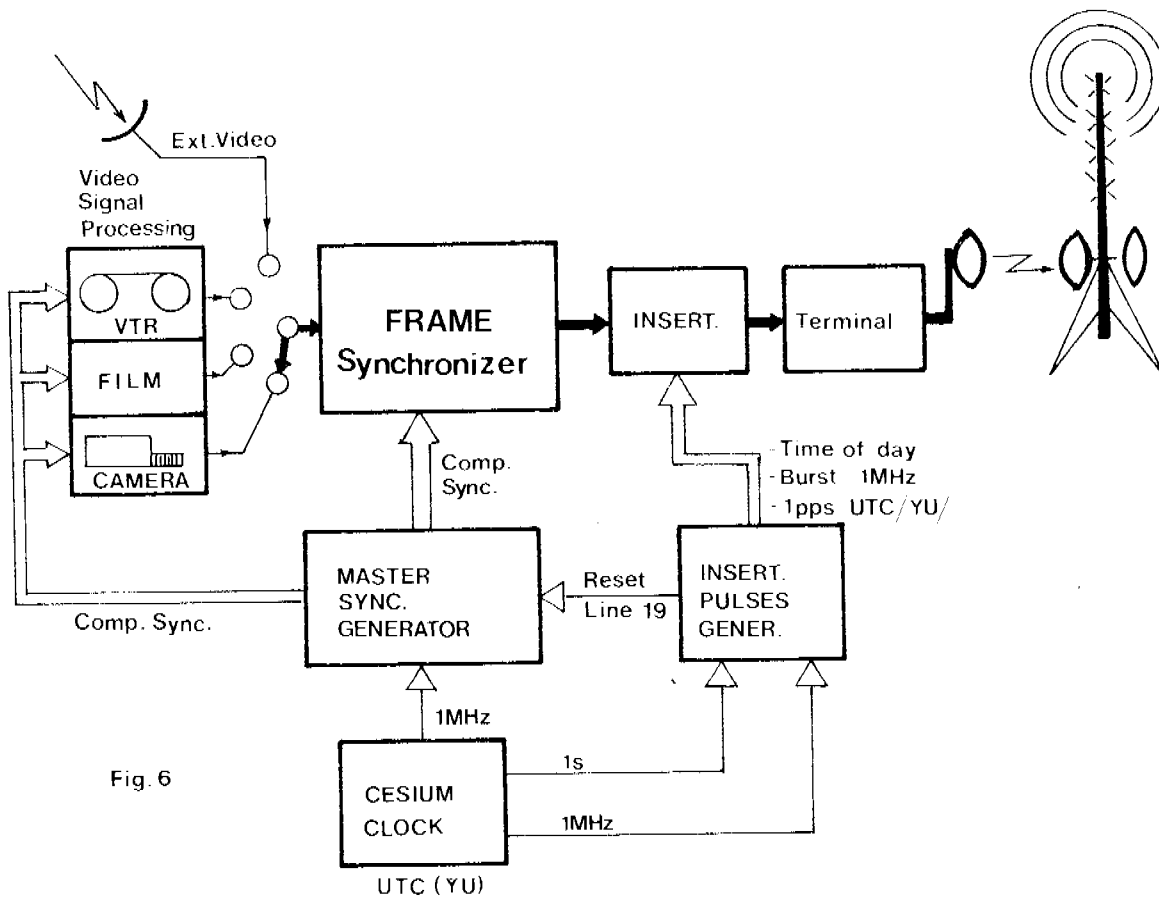 Ext.Video
Video
Signal
Processing
VTR
FILM
CAMERA
FRAME
Synchronizer
INSERT.
Terminal
Comp.
Sync.
-Time of day
-Burst 1MHz
-1pps UTC/YU/
MASTER
SYNC.
GENERATOR
Reset
Line 19
INSERT.
PULSES
GENER.
Comp. Sync.
1MHz
1s
1MHz
CESIUM
CLOCK
UTC (YU)
Fig. 6